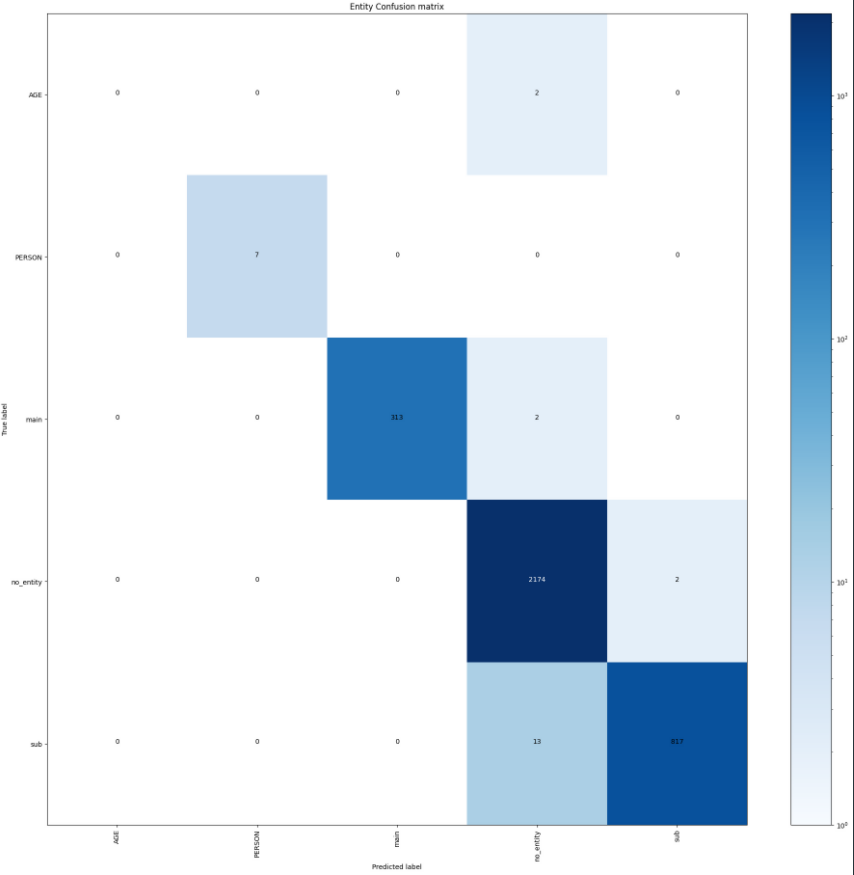 Entity Confusion matrix
True label
AGE 0 0 0 2 0
PERSON 0 7 0 0 0
main 0 0 313 2 0
no_entity 0 0 0 2174 2
sub 0 0 0 13 817
AGE PERSON main no_entity sub
Predicted label
10³
10²
10¹
10⁰